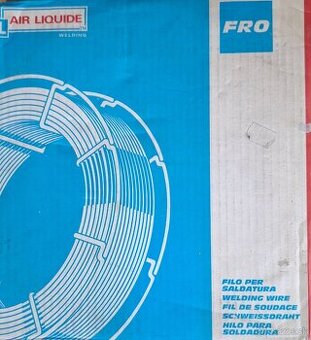 AIR LIQUIDE
WELDING
FRO
FILO PER
SALDATURA
WELDING WIRE
FIL DE SOUDAGE
SCHWEISSDRAHT
HILO PARA
SOLDADURA